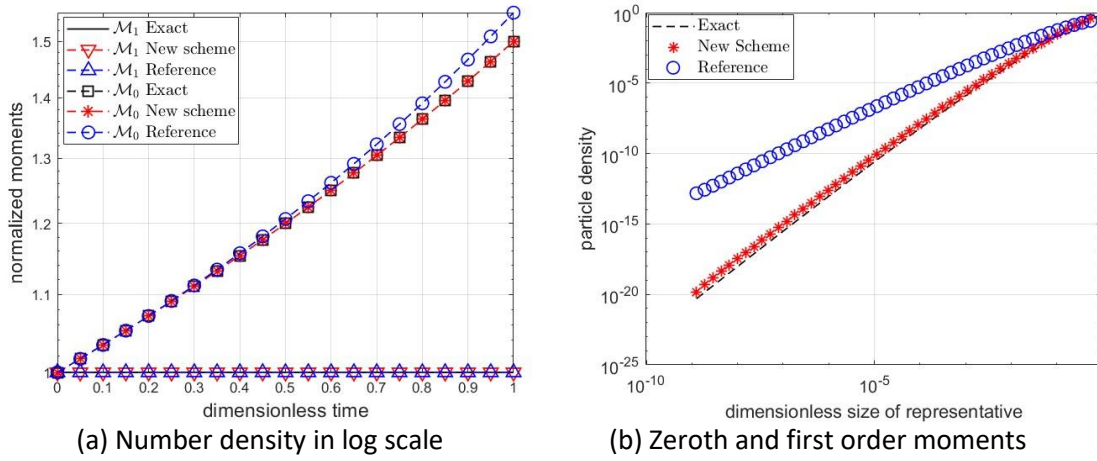 M₁ Exact
M₁ New scheme
M₁ Reference
M₀ Exact
M₀ New scheme
M₀ Reference
normalized moments
1.5
1.4
1.3
1.2
1.1
1
0 0.1 0.2 0.3 0.4 0.5 0.6 0.7 0.8 0.9 1
dimensionless time
(a) Number density in log scale
Exact
New Scheme
Reference
particle density
10⁰
10⁻⁵
10⁻¹⁰
10⁻¹⁵
10⁻²⁰
10⁻²⁵
10⁻¹⁰ 10⁻⁵
dimensionless size of representative
(b) Zeroth and first order moments